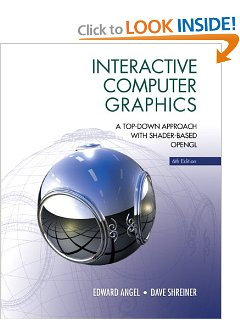 Click to LOOK INSIDE!
INTERACTIVE
COMPUTER
GRAPHICS
A TOP-DOWN APPROACH
WITH SHADER-BASED
OPENGL
6th Edition
EDWARD ANGEL • DAVE SHREINER